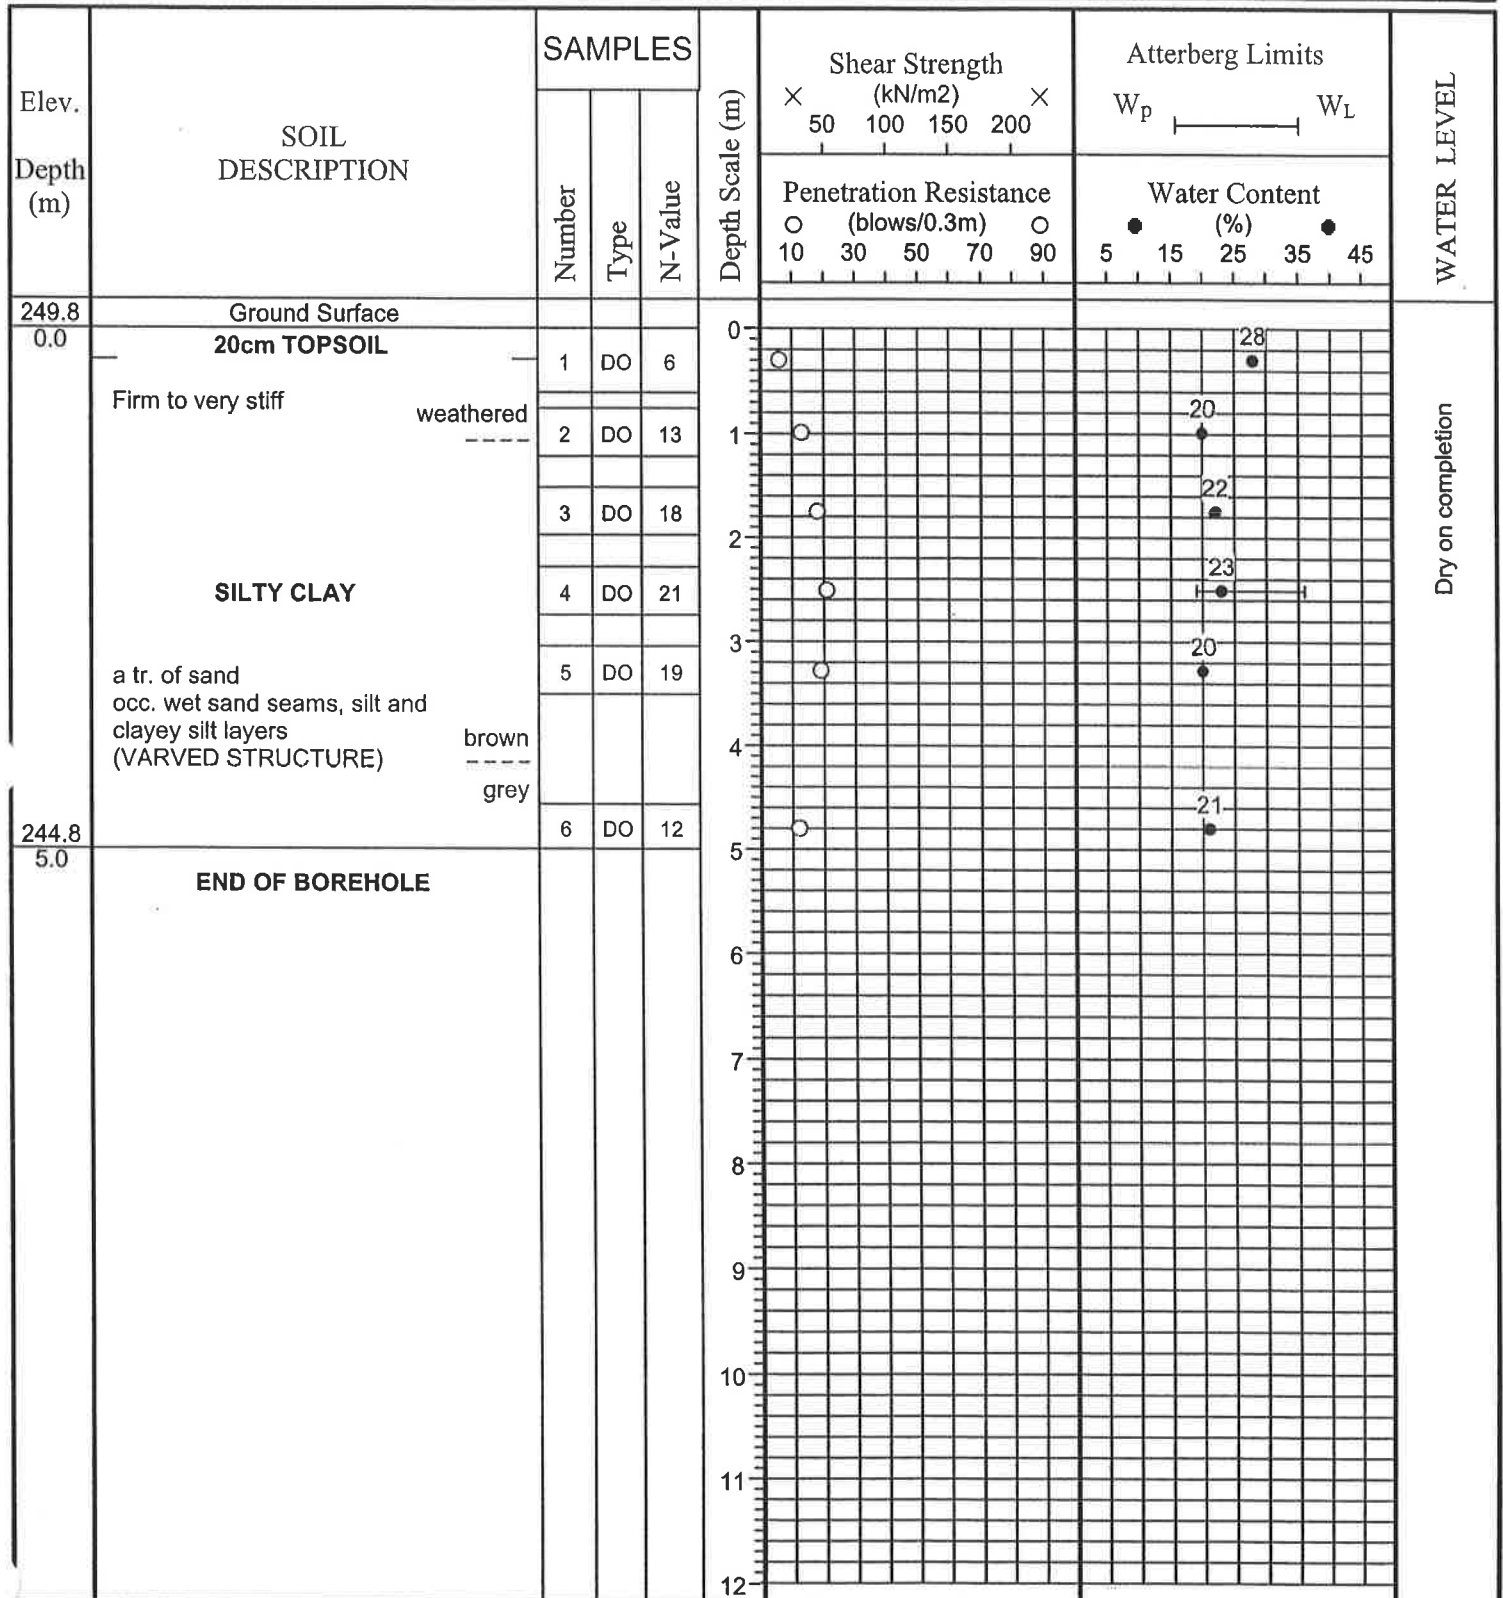 SAMPLES
Elev.
Depth
(m)
SOIL
DESCRIPTION
Number
Type
N-Value
Depth Scale (m)
Shear Strength
× (kN/m2) ×
50 100 150 200
Penetration Resistance
○ (blows/0.3m) ○
10 30 50 70 90
Atterberg Limits
Wp WL
Water Content
● (%) ●
5 15 25 35 45
WATER LEVEL
249.8 Ground Surface
0.0 20cm TOPSOIL
0
28
1 DO 6
Firm to very stiff
weathered
20
2 DO 13
1
22
3 DO 18
2
23
SILTY CLAY
4 DO 21
Dry on completion
3
20
a tr. of sand
5 DO 19
occ. wet sand seams, silt and
clayey silt layers
brown
(VARVED STRUCTURE)
4
grey
21
244.8
6 DO 12
5.0
5
END OF BOREHOLE
6
7
8
9
10
11
12